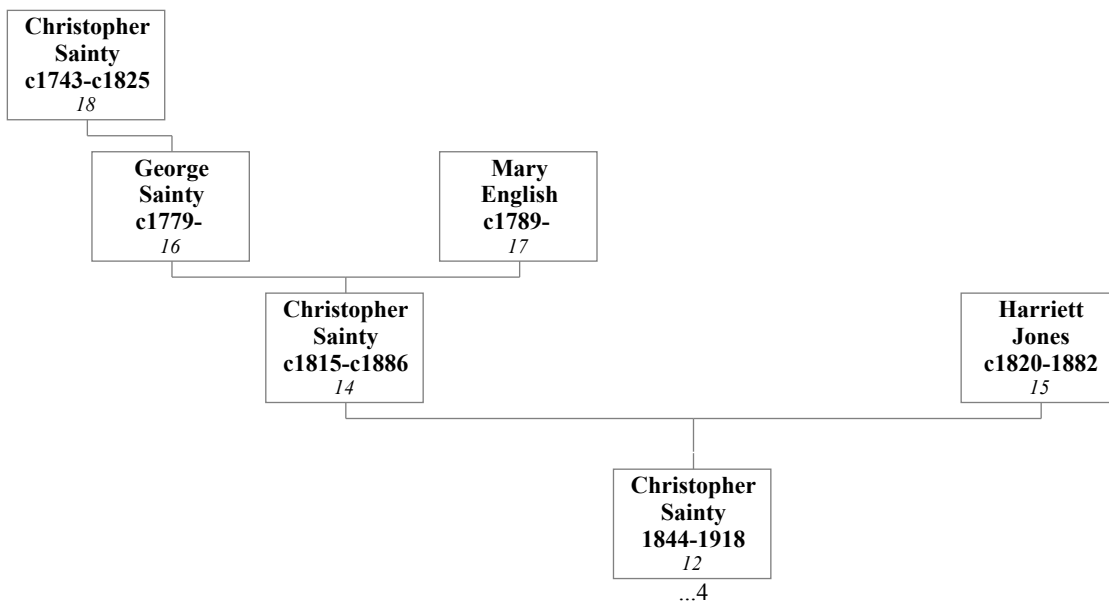 Christopher
Sainty
c1743-c1825
18
George
Sainty
c1779-
16
Mary
English
c1789-
17
Christopher
Sainty
c1815-c1886
14
Harriett
Jones
c1820-1882
15
Christopher
Sainty
1844-1918
12
...4